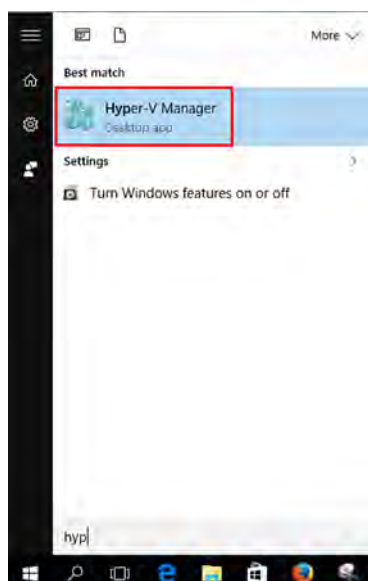 More
Best match
Hyper-V Manager
Desktop app
Settings
Turn Windows features on or off
hyp